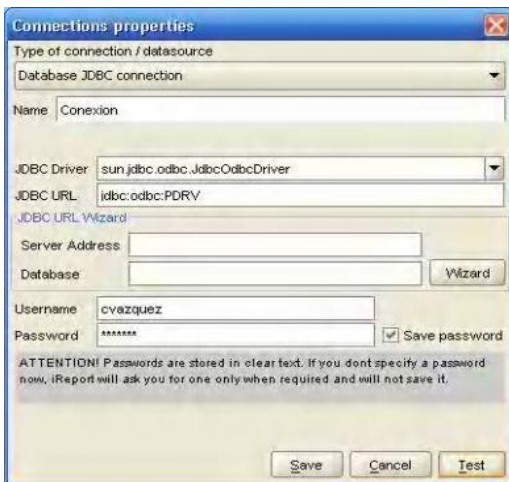 Connections properties
Type of connection / datasource
Database JDBC connection
Name Conexion
JDBC Driver sun.jdbc.odbc.JdbcOdbcDriver
JDBC URL jdbc:odbc:PDRV
JDBC URL Wizard
Server Address
Database Wizard
Username cvazquez
Password ******* Save password
ATTENTION! Passwords are stored in clear text. If you dont specify a password
now, iReport will ask you for one only when required and will not save it.
Save Cancel Test